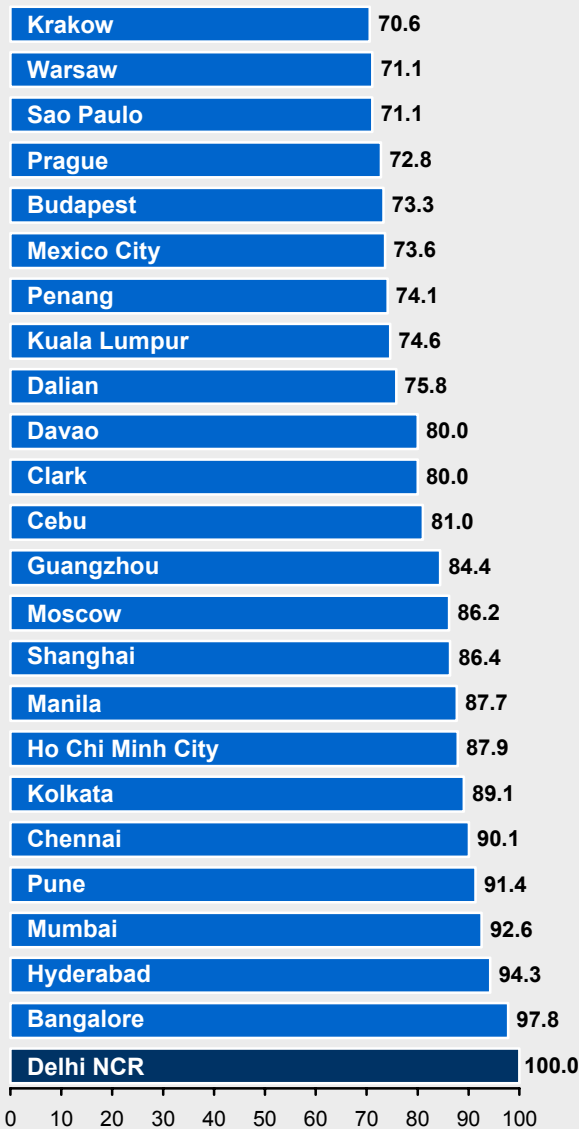 Krakow 70.6
Warsaw 71.1
Sao Paulo 71.1
Prague 72.8
Budapest 73.3
Mexico City 73.6
Penang 74.1
Kuala Lumpur 74.6
Dalian 75.8
Davao 80.0
Clark 80.0
Cebu 81.0
Guangzhou 84.4
Moscow 86.2
Shanghai 86.4
Manila 87.7
Ho Chi Minh City 87.9
Kolkata 89.1
Chennai 90.1
Pune 91.4
Mumbai 92.6
Hyderabad 94.3
Bangalore 97.8
Delhi NCR 100.0
0 10 20 30 40 50 60 70 80 90 100